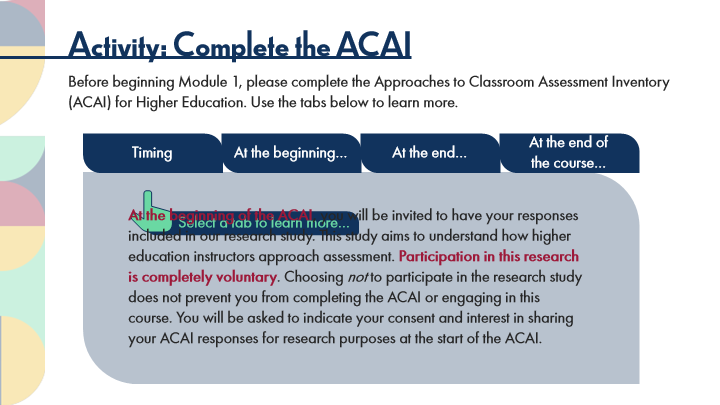 Activity: Complete the ACAI
Before beginning Module 1, please complete the Approaches to Classroom Assessment Inventory
(ACAI) for Higher Education. Use the tabs below to learn more.
Timing
At the beginning...
At the end...
At the end of
the course...
At the beginning of the ACAI, you will be invited to have your responses
Select a tab to learn more...
included in our research study. This study aims to understand how higher
education instructors approach assessment. Participation in this research
is completely voluntary. Choosing not to participate in the research study
does not prevent you from completing the ACAI or engaging in this
course. You will be asked to indicate your consent and interest in sharing
your ACAI responses for research purposes at the start of the ACAI.